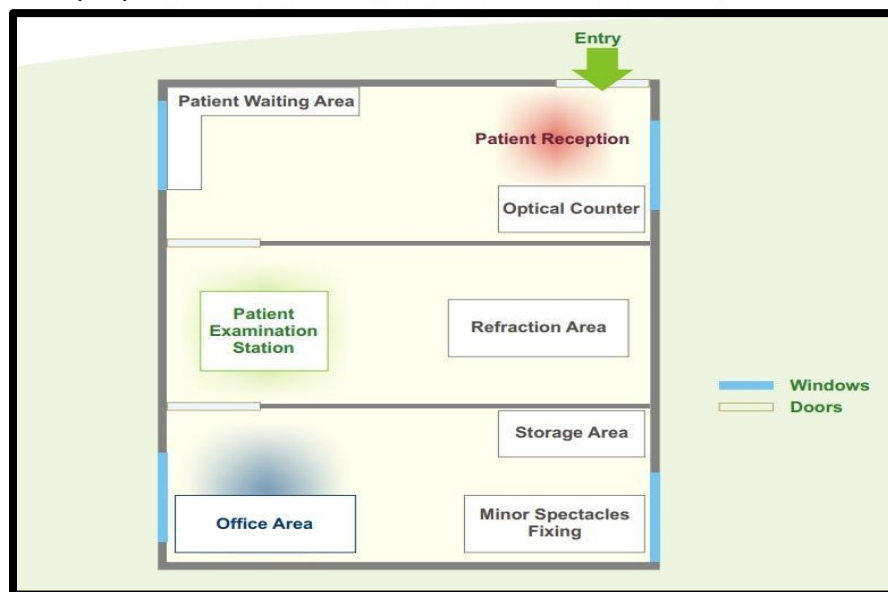 Entry
Patient Waiting Area
Patient Reception
Optical Counter
Patient
Examination
Station
Refraction Area
Windows
Doors
Storage Area
Office Area
Minor Spectacles
Fixing